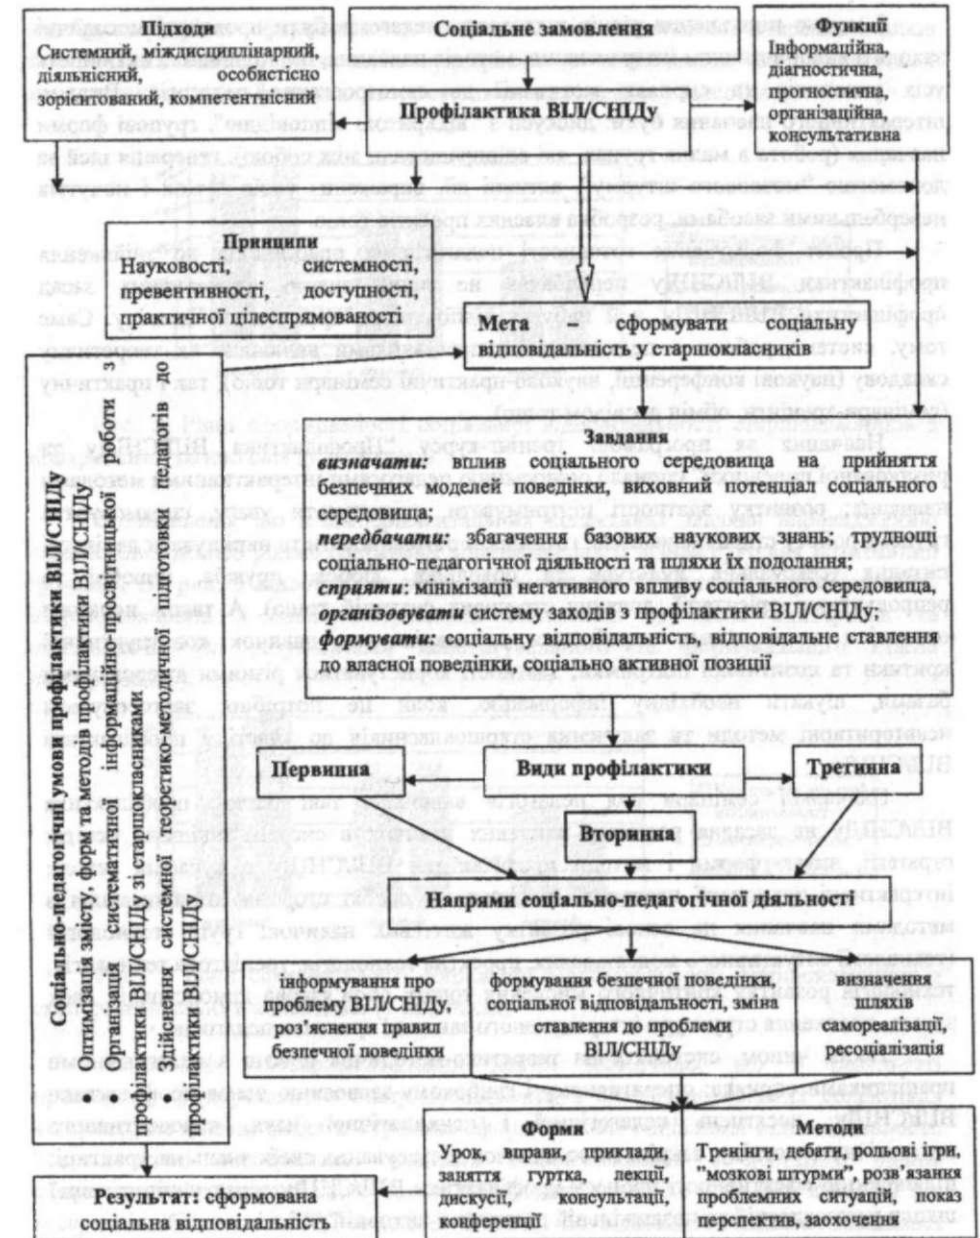 Підходи
Системний, міждисциплінарний,
діяльнісний, особистісно
зорієнтований, компетентнісний
Соціальне замовлення
Профілактика ВІЛ/СНІДу
Функції
Інформаційна,
діагностична,
прогностична,
організаційна,
консультативна
Принципи
Науковості, системності,
превентивності, доступності,
практичної цілеспрямованості
Мета – сформувати соціальну
відповідальність у старшокласників
Соціально-педагогічні умови профілактики ВІЛ/СНІДу
• Оптимізація змісту, форм та методів профілактики ВІЛ/СНІДу
• Організація систематичної інформаційно-просвітницької роботи з
профілактики ВІЛ/СНІДу зі старшокласниками
• Здійснення системної теоретико-методичної підготовки педагогів до
профілактики ВІЛ/СНІДу
Завдання
визначати: вплив соціального середовища на прийняття
безпечних моделей поведінки, виховний потенціал соціального
середовища;
передбачати: збагачення базових наукових знань; труднощі
соціально-педагогічної діяльності та шляхи їх подолання;
сприяти: мінімізації негативного впливу соціального середовища,
організовувати систему заходів з профілактики ВІЛ/СНІДу;
формувати: соціальну відповідальність, відповідальне ставлення
до власної поведінки, соціально активної позиції
Первинна
Види профілактики
Третинна
Вторинна
Напрями соціально-педагогічної діяльності
інформування про
проблему ВІЛ/СНІДу,
роз’яснення правил
безпечної поведінки
формування безпечної поведінки,
соціальної відповідальності,
ставлення до проблеми
ВІЛ/СНІДу
визначення
шляхів
самореалізації,
ресоціалізація
Форми
Урок, вправи, приклади,
заняття в групах, лекції,
дискусії, консультації,
конференції
Методи
Тренінги, дебати, рольові ігри,
"мозкові штурми", розв’язання
проблемних ситуацій, показ
перспектив, заохочення
Результат: сформована
соціальна відповідальність